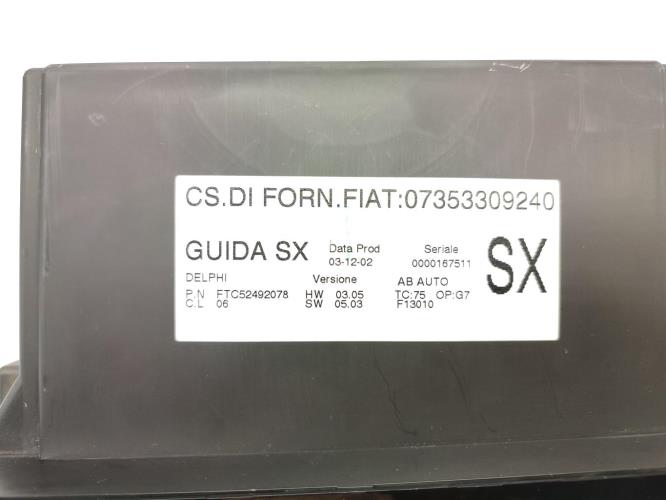 CS.DI FORN.FIAT:07353309240
GUIDA SX Data Prod Seriale SX
03-12-02 0000167511
DELPHI Versione AB AUTO
P.N FTC52492078 HW 03.05 TC:75 OP:G7
C.L 06 SW 05.03 F13010